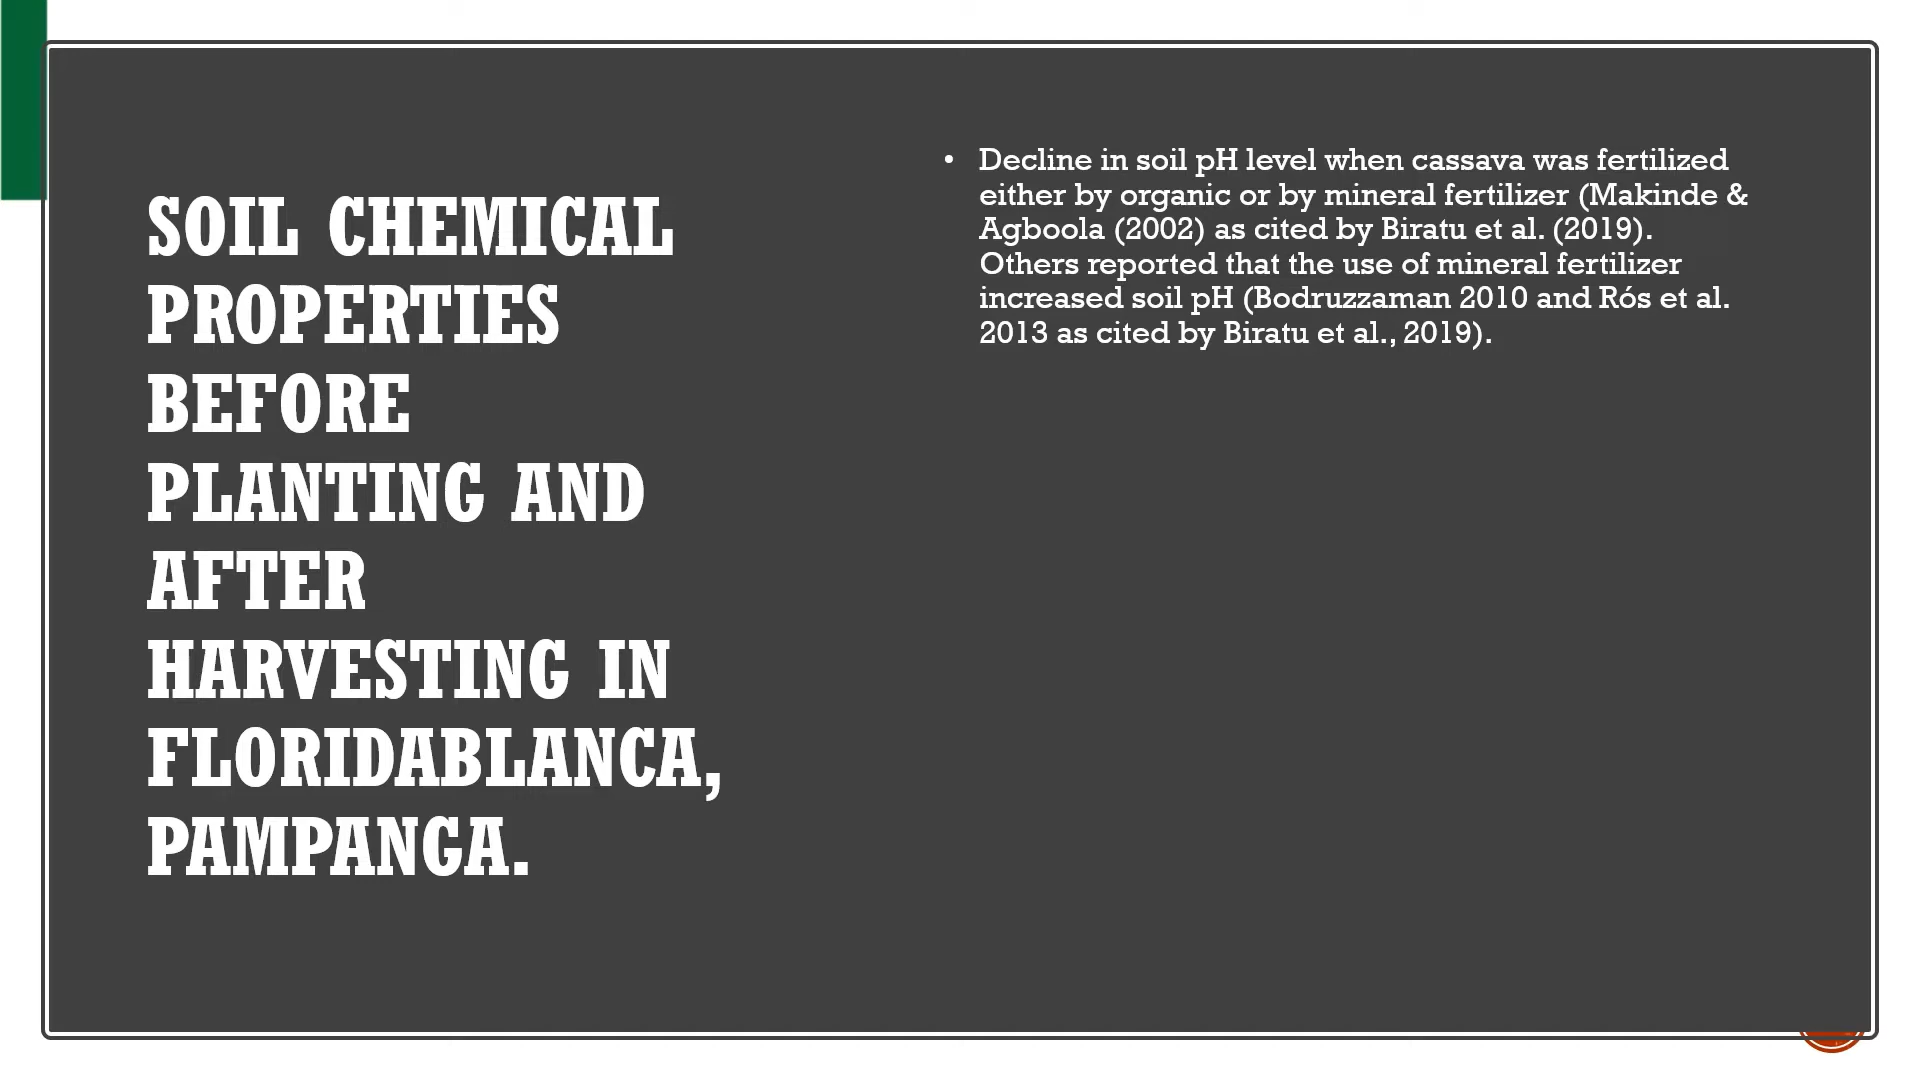 SOIL CHEMICAL
PROPERTIES
BEFORE
PLANTING AND
AFTER
HARVESTING IN
FLORIDABLANCA,
PAMPANGA.
• Decline in soil pH level when cassava was fertilized
either by organic or by mineral fertilizer (Makinde &
Agboola (2002) as cited by Biratu et al. (2019).
Others reported that the use of mineral fertilizer
increased soil pH (Bodruzzaman 2010 and Rós et al.
2013 as cited by Biratu et al., 2019).